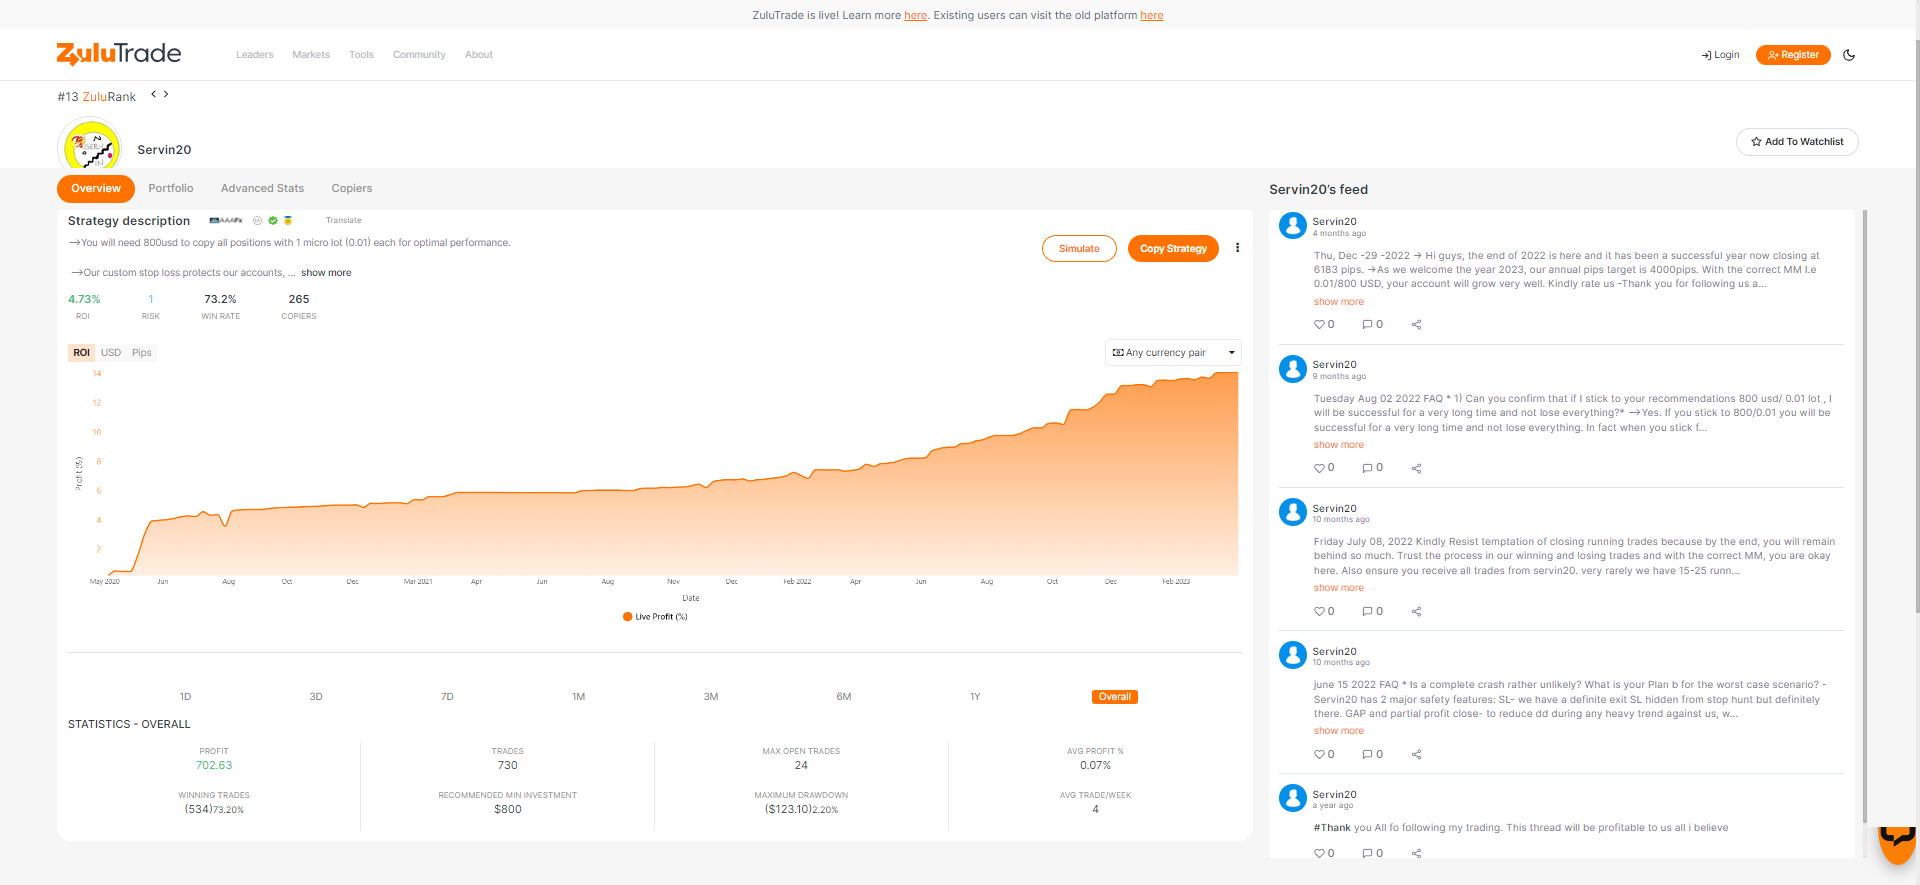 ZuluTrade is live! Learn more here. Existing users can visit the old platform here
ZuluTrade
Leaders
Markets
Tools
Community
About
Login
Register
#13 ZuluRank
Servin20
Add To Watchlist
Overview
Portfolio
Advanced Stats
Copiers
Strategy description
AAAFx
Translate
→You will need 800usd to copy all positions with 1 micro lot (0.01) each for optimal performance.
→Our custom stop loss protects our accounts, ... show more
Simulate
Copy Strategy
4.73%
1
73.2%
265
ROI
RISK
WIN RATE
COPIERS
ROI
USD
Pips
Any currency pair
14
12
10
8
6
4
2
Profit (%)
May 2020
Jun
Aug
Oct
Dec
Mar 2021
Apr
Jun
Aug
Nov
Dec
Feb 2022
Apr
Jun
Aug
Oct
Dec
Feb 2023
Date
Live Profit (%)
1D
3D
7D
1M
3M
6M
1Y
Overall
STATISTICS - OVERALL
PROFIT
702.63
TRADES
730
MAX OPEN TRADES
24
AVG PROFIT %
0.07%
WINNING TRADES
(534)73.20%
RECOMMENDED MIN INVESTMENT
$800
MAXIMUM DRAWDOWN
($123.10)2.20%
AVG TRADE/WEEK
4
Servin20's feed
Servin20
4 months ago
Thu, Dec -29 -2022 → Hi guys, the end of 2022 is here and it has been a successful year now closing at
6183 pips. →As we welcome the year 2023, our annual pips target is 4000pips. With the correct MM I.e
0.01/800 USD, your account will grow very well. Kindly rate us -Thank you for following us a...
show more
0
0
Servin20
9 months ago
Tuesday Aug 02 2022 FAQ * 1) Can you confirm that if I stick to your recommendations 800 usd/ 0.01 lot , I
will be successful for a very long time and not lose everything?* —>Yes. If you stick to 800/0.01 you will be
successful for a very long time and not lose everything. In fact when you stick f...
show more
0
0
Servin20
10 months ago
Friday July 08, 2022 Kindly Resist temptation of closing running trades because by the end, you will remain
behind so much. Trust the process in our winning and losing trades and with the correct MM, you are okay
here. Also ensure you receive all trades from servin20. very rarely we have 15-25 runn...
show more
0
0
Servin20
10 months ago
june 15 2022 FAQ * Is a complete crash rather unlikely? What is your Plan b for the worst case scenario? -
Servin20 has 2 major safety features: SL- we have a definite exit SL hidden from stop hunt but definitely
there. GAP and partial profit close- to reduce dd during any heavy trend against us, w...
show more
0
0
Servin20
a year ago
#Thank you All fo following my trading. This thread will be profitable to us all i believe
0
0